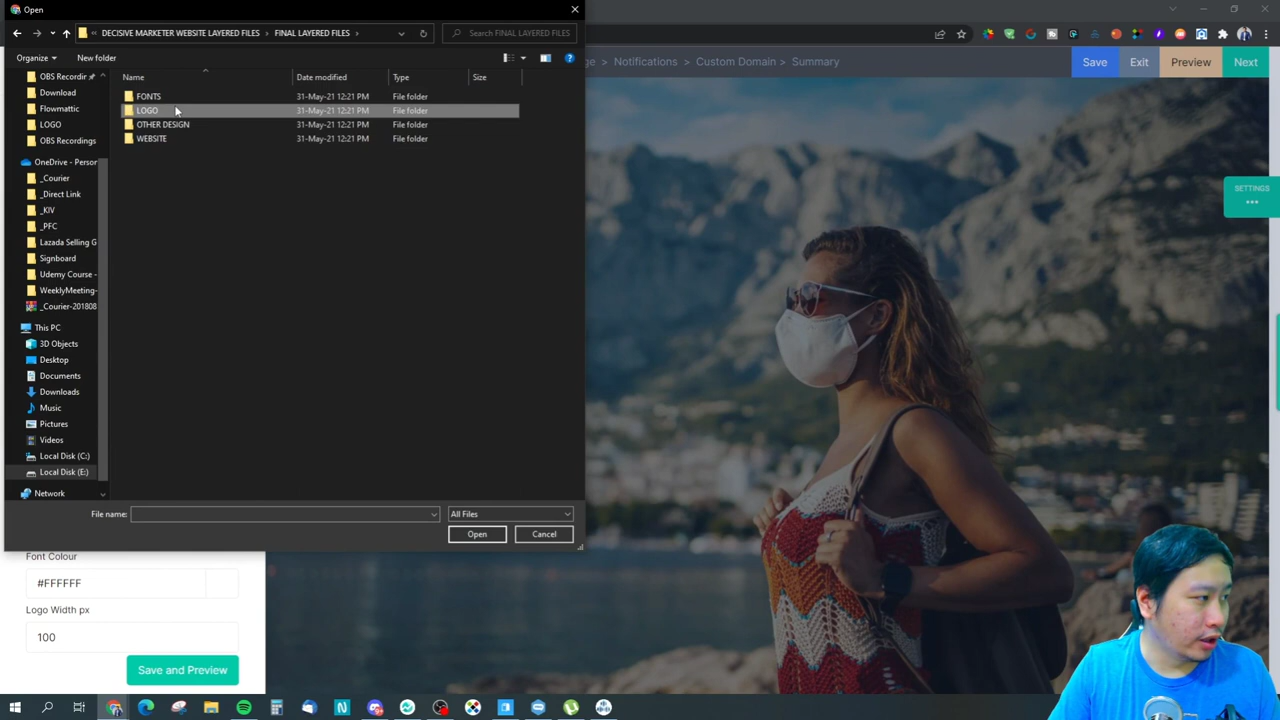 Open
DECISIVE MARKETER WEBSITE LAYERED FILES > FINAL LAYERED FILES >
Search FINAL LAYERED FILES
Organize
New folder
Name
Date modified
Type
Size
FONTS 31-May-21 12:21 PM File folder
LOGO 31-May-21 12:21 PM File folder
OTHER DESIGN 31-May-21 12:21 PM File folder
WEBSITE 31-May-21 12:21 PM File folder
OBS Recordir
Download
Flowmattic
LOGO
OBS Recordings
OneDrive - Person
_Courier
_Direct Link
_KIV
_PFC
Lazada Selling G
Signboard
Udemy Course -
WeeklyMeeting-
_Courier-201808
This PC
3D Objects
Desktop
Documents
Downloads
Music
Pictures
Videos
Local Disk (C:)
Local Disk (E:)
Network
File name:
All Files
Open
Cancel
> Notifications > Custom Domain > Summary
Save
Exit
Preview
Next
SETTINGS
Font Colour
#FFFFFF
Logo Width px
100
Save and Preview